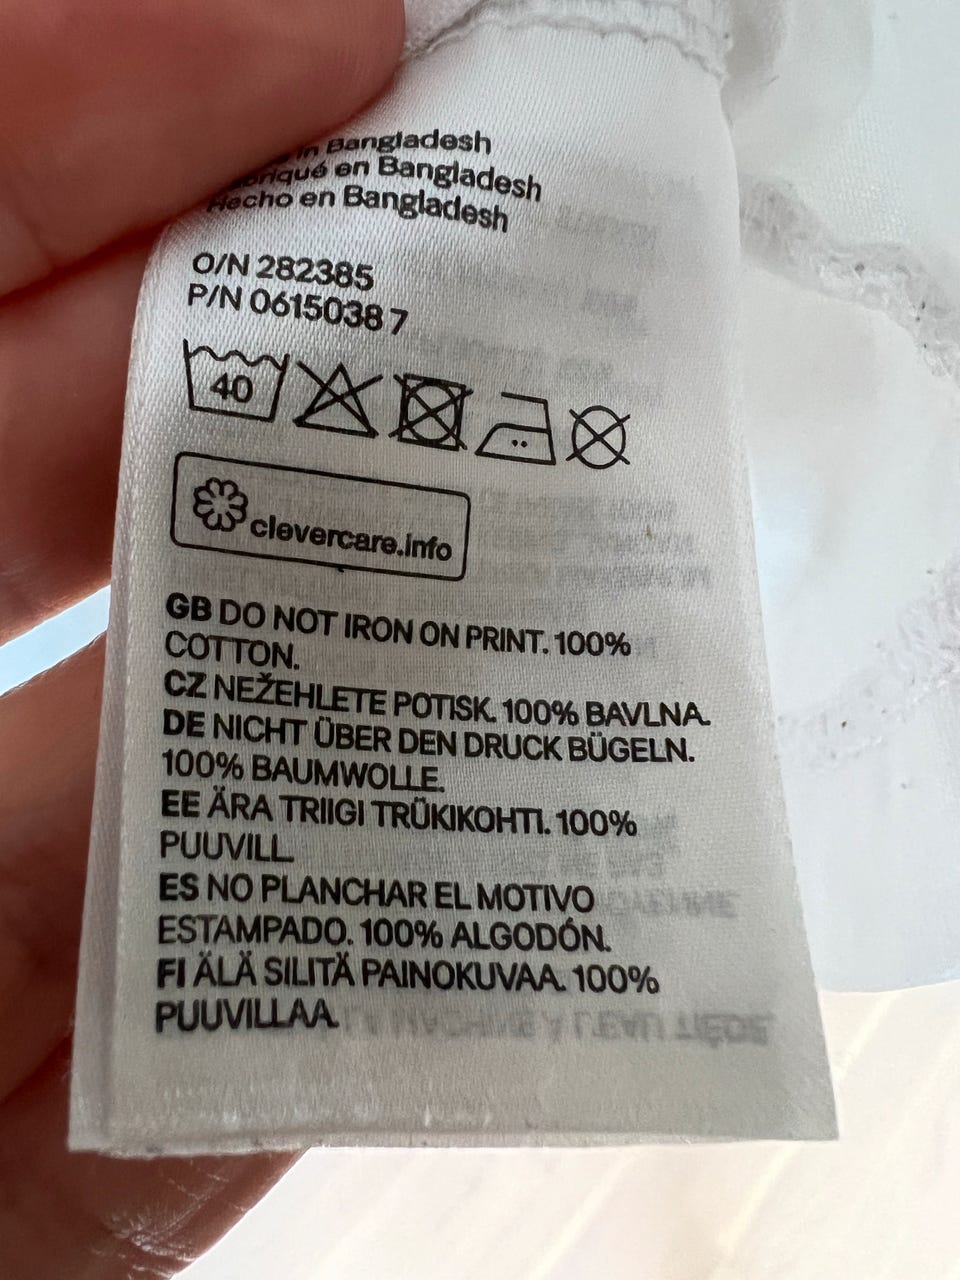 in Bangladesh
Fabriqué en Bangladesh
Hecho en Bangladesh
O/N 282385
P/N 0615038 7
40
clevercare.info
GB DO NOT IRON ON PRINT. 100%
COTTON.
CZ NEŽEHLETE POTISK. 100% BAVLNA.
DE NICHT ÜBER DEN DRUCK BÜGELN.
100% BAUMWOLLE.
EE ÄRA TRIIGI TRÜKIKOHTI. 100%
PUUVILL
ES NO PLANCHAR EL MOTIVO
ESTAMPADO. 100% ALGODÓN.
FI ÄLÄ SILITÄ PAINOKUVAA. 100%
PUUVILLAA.